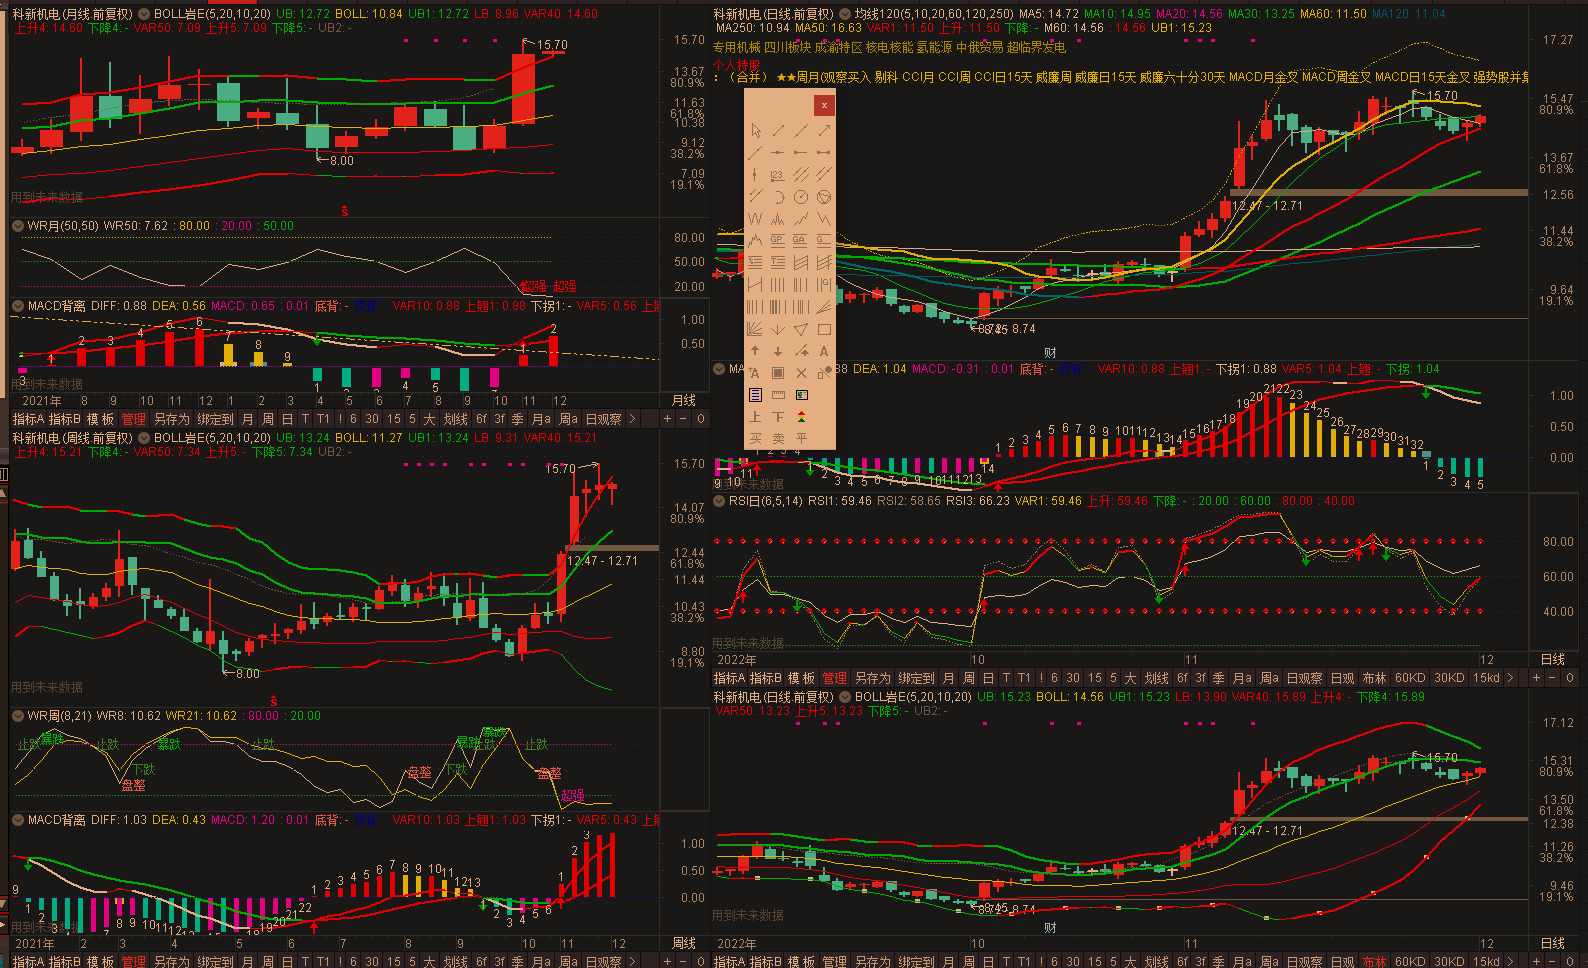 科新机电(月线.前复权) BOLL岩E(5,20,10,20) UB: 12.72 BOLL: 10.84 UB1: 12.72 LB: 8.96 VAR40: 14.60
上升4: 14.60 下降4: - VAR50: 7.09 上升5: 7.09 下降5: - UB2: -
15.70
15.70
13.67
80.9%
11.63
61.8%
10.38
9.12
38.2%
8.00
7.09
19.1%
用到未来数据
WR月(50,50) WR50: 7.62 : 80.00 : 20.00 : 50.00
80.00
50.00
20.00
MACD背离 DIFF: 0.88 DEA: 0.56 MACD: 0.65 : 0.01 底背: - VAR10: 0.88 上翘1: 0.88 下拐1: - VAR5: 0.56
1.00
0.50
用到未来数据
2021年 8 9 10 11 12 2 3 4 5 6 7 8 9 10 11 12 月线
指标A 指标B 模板 管理 另存为 绑定到 月 周 日 T T1 ! 6 30 15 5 大 划线 6f 3f 季 月a 周a 日观察 > + − 0
科新机电(周线.前复权) BOLL岩E(5,20,10,20) UB: 13.24 BOLL: 11.27 UB1: 13.24 LB: 9.31 VAR40: 15.21
上升4: 15.21 下降4: - VAR50: 7.34 上升5: - 下降5: 7.34 UB2: -
15.70
15.70
14.07
80.9%
12.44
61.8%
12.47 - 12.71
11.44
10.43
38.2%
8.80
19.1%
8.00
用到未来数据
WR周(8,21) WR8: 10.62 WR21: 10.62 : 80.00 : 20.00
止跌 暴跌 止跌 暴跌 止跌 暴跌 暴跌 止跌 止跌
下跌 盘整 盘整 下跌 盘整 超强
MACD背离 DIFF: 1.03 DEA: 0.43 MACD: 1.20 : 0.01 底背: - VAR10: 1.03 上翘1: 1.03 下拐1: - VAR5: 0.43
1.00
0.50
0.00
2021年 2 3 4 5 6 7 8 9 10 11 12 周线
指标A 指标B 模板 管理 另存为 绑定到 月 周 日 T T1 ! 6 30 15 5 大 划线 6f 3f 季 月a 周a 日观察 > + − 0
科新机电(日线.前复权) 均线120(5,10,20,60,120,250) MA5: 14.72 MA10: 14.95 MA20: 14.56 MA30: 13.25 MA60: 11.50 MA120: 11.04
MA250: 10.94 MA50: 16.63 VAR1: 11.50 上升: 11.50 下降: - M60: 14.56 : 14.56 UB1: 15.23
专用机械 四川板块 成渝特区 核电核能 氢能源 中俄贸易 超临界发电
个人持股
: （合并） ★★周月(观察买入 剔科 CCI月 CCI周 CCI日15天 威廉周 威廉日15天 威廉六十分30天 MACD月金叉 MACD周金叉 MACD日15天金叉 强势股并
17.27
15.70
15.47
80.9%
13.67
61.8%
12.56
12.47 - 12.71
11.44
38.2%
9.64
19.1%
8.74
财
x
123
GP GA G
A
上 下
买 卖 平
DEA: 1.04 MACD: -0.31 : 0.01 底背: - VAR10: 0.88 上翘1: - 下拐1: 0.88 VAR5: 1.04 上翘: - 下拐: 1.04
1.00
0.50
0.00
RSI日(6,5,14) RSI1: 59.46 RSI2: 58.65 RSI3: 66.23 VAR1: 59.46 上升: 59.46 下降: - : 20.00 : 60.00 : 80.00 : 40.00
80.00
60.00
40.00
用到未来数据
2022年 10 11 12 日线
指标A 指标B 模板 管理 另存为 绑定到 月 周 日 T T1 ! 6 30 15 5 大 划线 6f 3f 季 月a 周a 日观察 日观 布林 60KD 30KD 15kd > + − 0
科新机电(日线.前复权) BOLL岩E(5,20,10,20) UB: 15.23 BOLL: 14.56 UB1: 15.23 LB: 13.90 VAR40: 15.89 上升4: - 下降4: 15.89
VAR50: 13.23 上升5: 13.23 下降5: - UB2: -
17.12
15.70
15.31
80.9%
13.50
61.8%
12.38
12.47 - 12.71
11.26
38.2%
9.46
19.1%
用到未来数据
财
2022年 10 11 12 日线
指标A 指标B 模板 管理 另存为 绑定到 月 周 日 T T1 ! 6 30 15 5 大 划线 6f 3f 季 月a 周a 日观察 日观 布林 60KD 30KD 15kd > + − 0